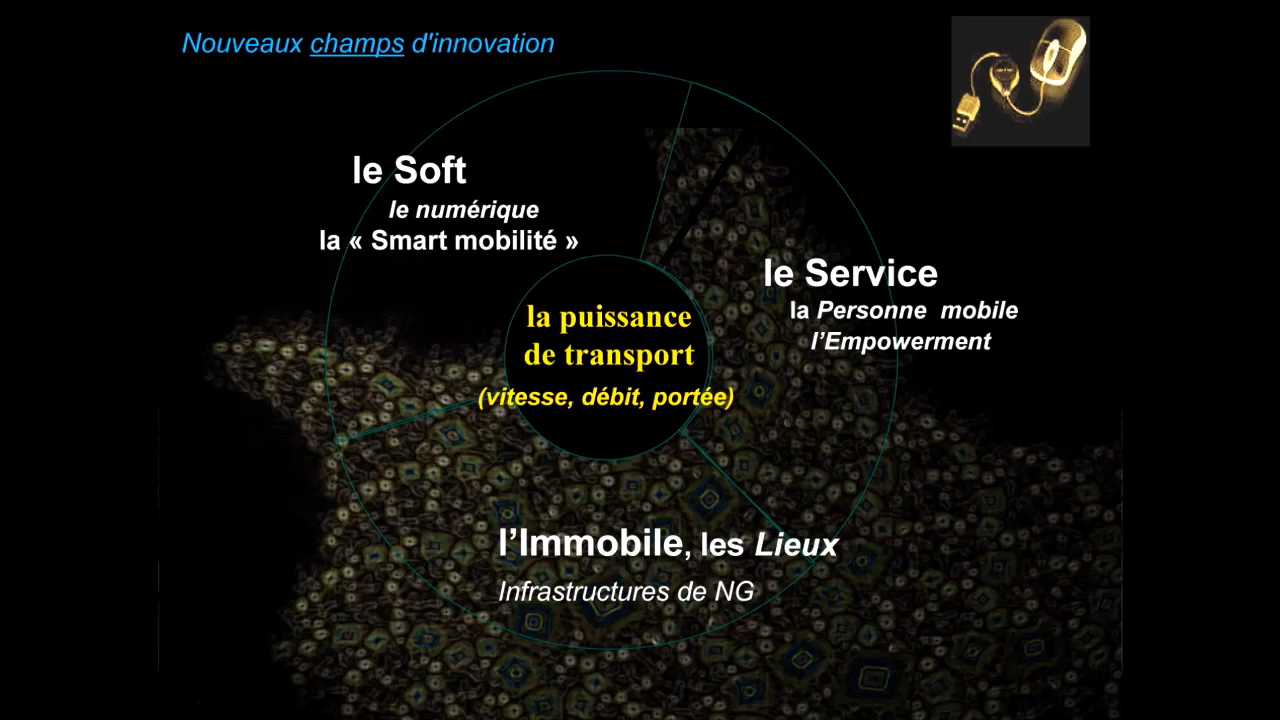 Nouveaux champs d'innovation
le Soft
le numérique
la « Smart mobilité »
le Service
la Personne mobile
l’Empowerment
la puissance
de transport
(vitesse, débit, portée)
l’Immobile, les Lieux
Infrastructures de NG